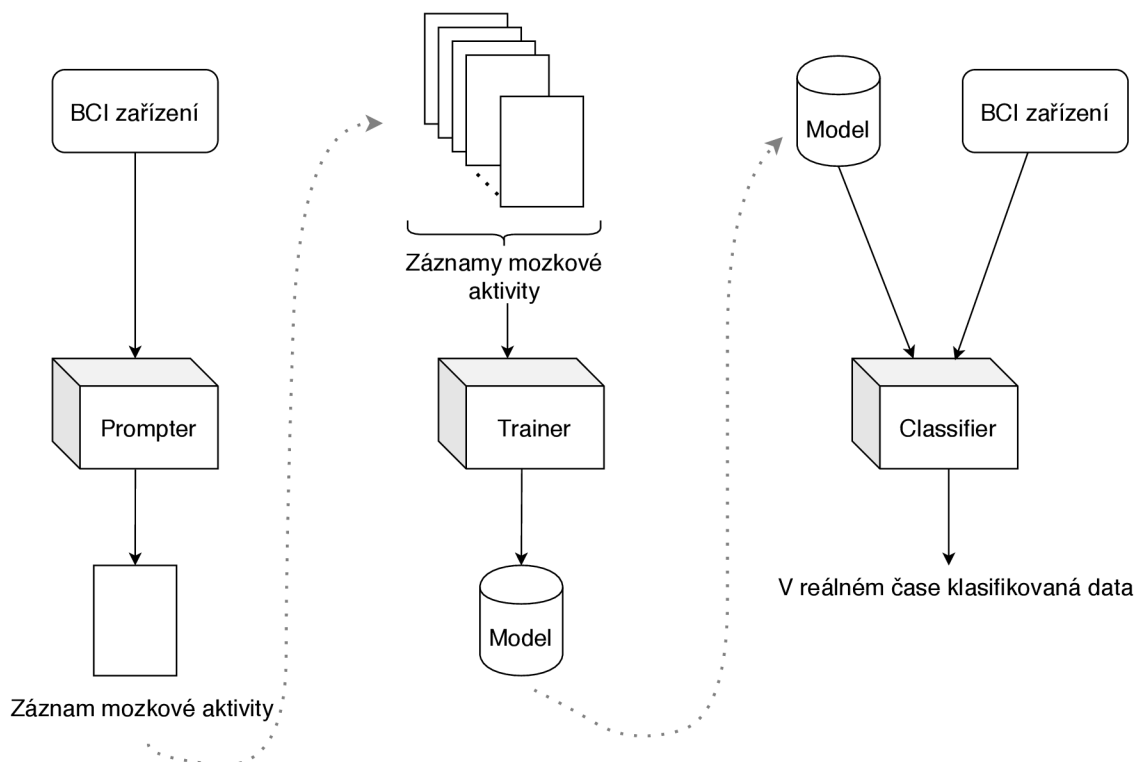 BCI zařízení
Prompter
Záznam mozkové aktivity
Záznamy mozkové
aktivity
Trainer
Model
Model
BCI zařízení
Classifier
V reálném čase klasifikovaná data